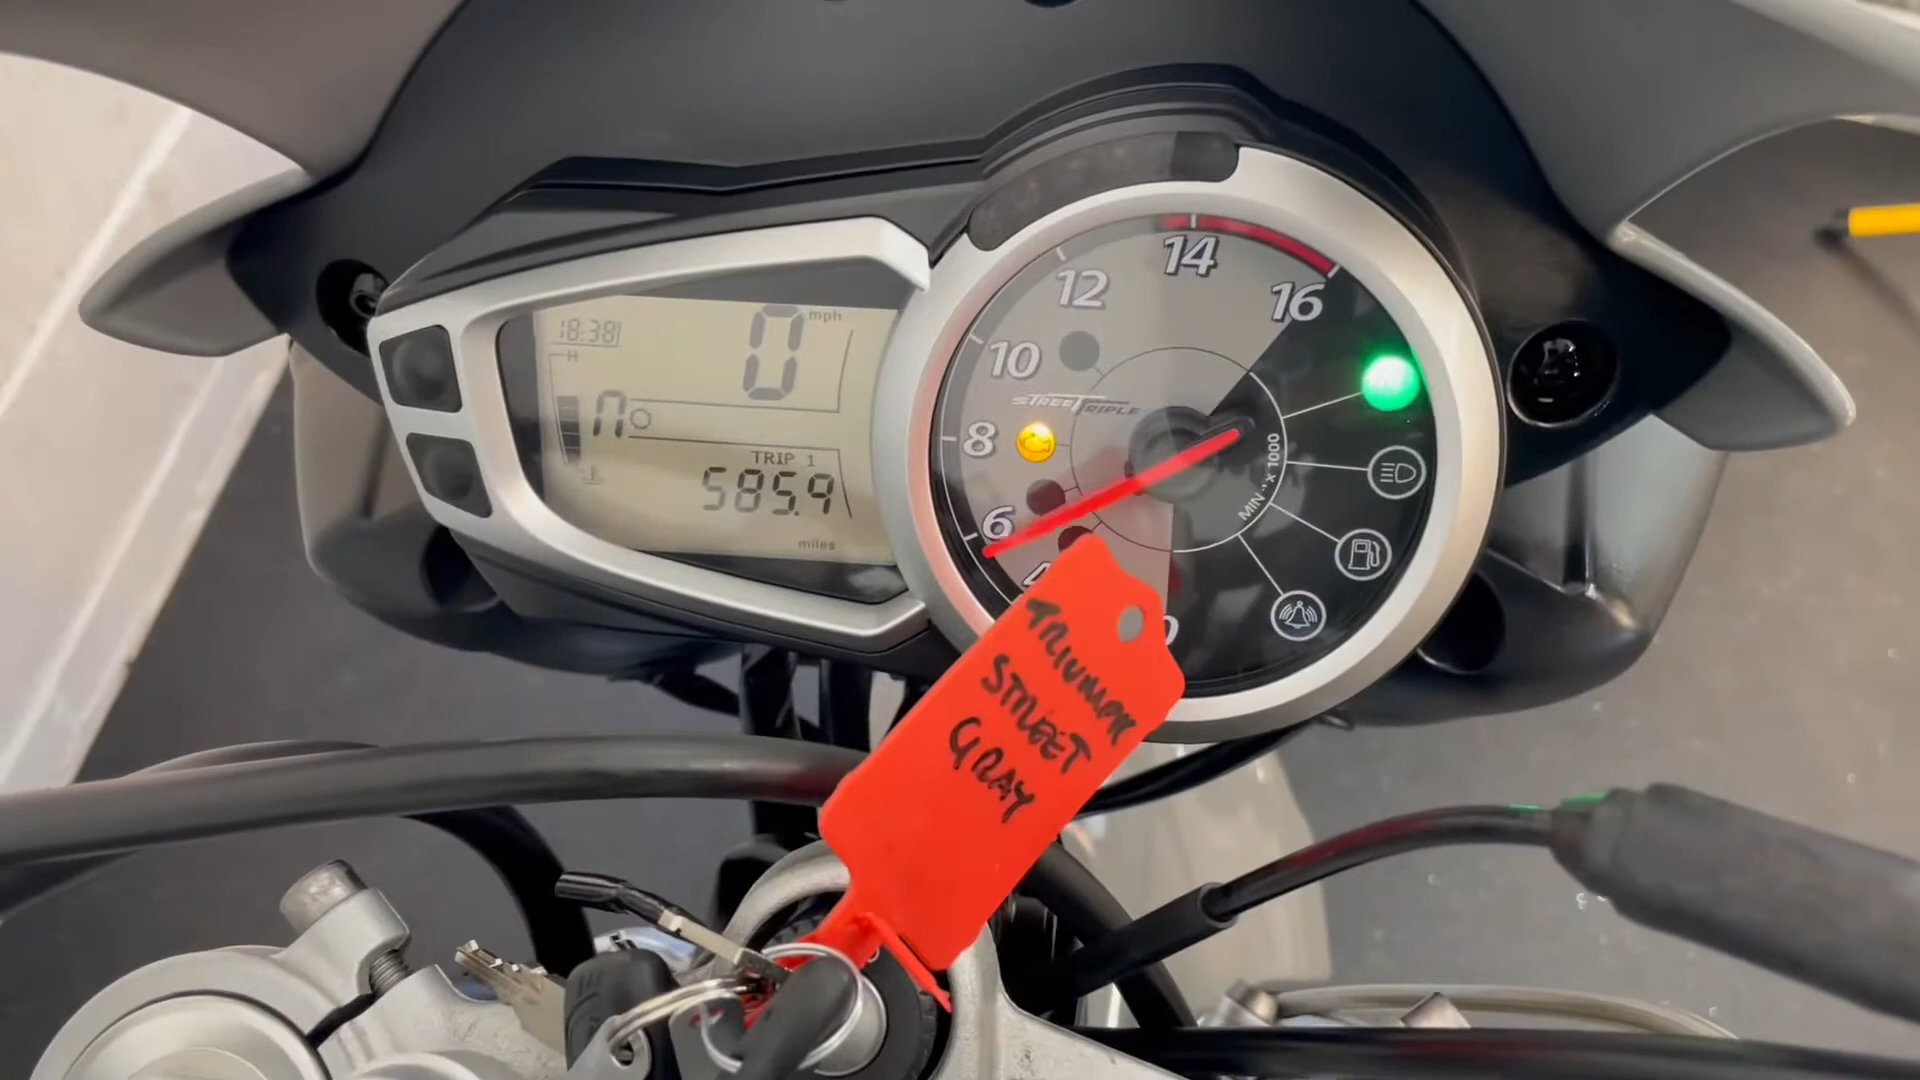 18:38
0 mph
H
n
TRIP 1
585.9
miles
14
12
16
10
STREET TRIPLE
8
6
MIN⁻¹ x 1000
TRIUMPH
STREET
GRAY